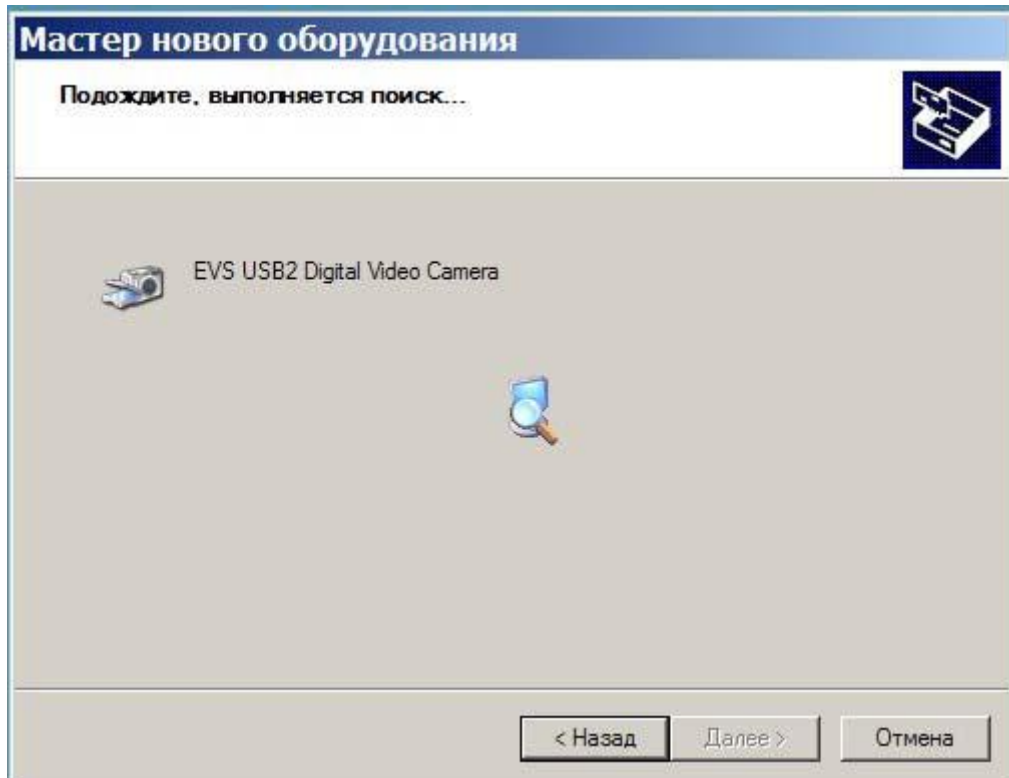 Мастер нового оборудования
Подождите, выполняется поиск...
EVS USB2 Digital Video Camera
< Назад
Далее >
Отмена